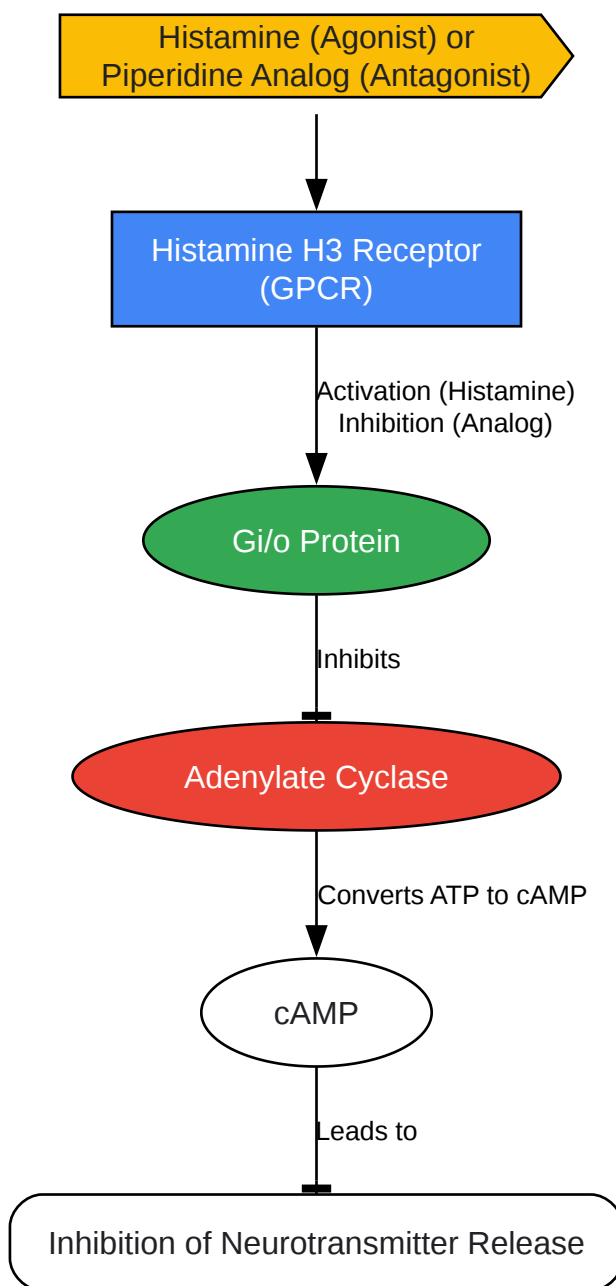 Histamine (Agonist) or
Piperidine Analog (Antagonist)
Histamine H3 Receptor
(GPCR)
Activation (Histamine)
Inhibition (Analog)
Gi/o Protein
Inhibits
Adenylate Cyclase
Converts ATP to cAMP
cAMP
Leads to
Inhibition of Neurotransmitter Release